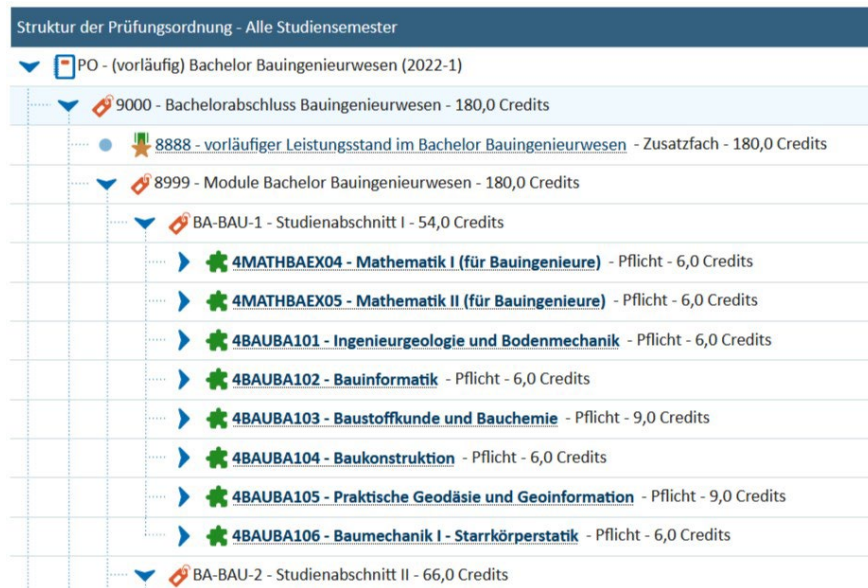 Struktur der Prüfungsordnung - Alle Studiensemester
PO - (vorläufig) Bachelor Bauingenieurwesen (2022-1)
9000 - Bachelorabschluss Bauingenieurwesen - 180,0 Credits
8888 - vorläufiger Leistungsstand im Bachelor Bauingenieurwesen - Zusatzfach - 180,0 Credits
8999 - Module Bachelor Bauingenieurwesen - 180,0 Credits
BA-BAU-1 - Studienabschnitt I - 54,0 Credits
4MATHBAEX04 - Mathematik I (für Bauingenieure) - Pflicht - 6,0 Credits
4MATHBAEX05 - Mathematik II (für Bauingenieure) - Pflicht - 6,0 Credits
4BAUBA101 - Ingenieurgeologie und Bodenmechanik - Pflicht - 6,0 Credits
4BAUBA102 - Bauinformatik - Pflicht - 6,0 Credits
4BAUBA103 - Baustoffkunde und Bauchemie - Pflicht - 9,0 Credits
4BAUBA104 - Baukonstruktion - Pflicht - 6,0 Credits
4BAUBA105 - Praktische Geodäsie und Geoinformation - Pflicht - 9,0 Credits
4BAUBA106 - Baumechanik I - Starrkörperstatik - Pflicht - 6,0 Credits
BA-BAU-2 - Studienabschnitt II - 66,0 Credits